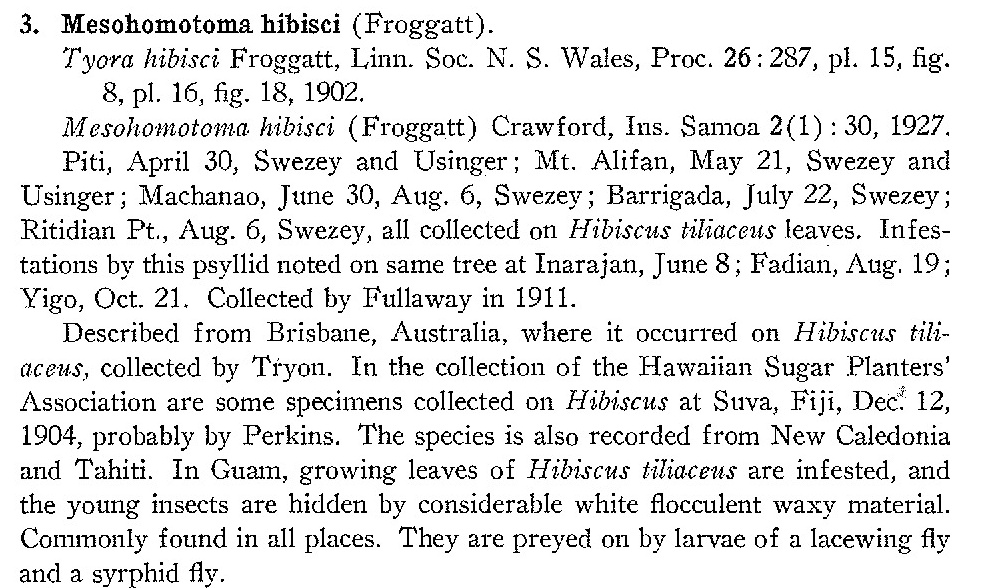 3. Mesohomotoma hibisci (Froggatt).
Tyora hibisci Froggatt, Linn. Soc. N. S. Wales, Proc. 26: 287, pl. 15, fig.
8, pl. 16, fig. 18, 1902.
Mesohomotoma hibisci (Froggatt) Crawford, Ins. Samoa 2(1) : 30, 1927.
Piti, April 30, Swezey and Usinger; Mt. Alifan, May 21, Swezey and
Usinger; Machanao, June 30, Aug. 6, Swezey; Barrigada, July 22, Swezey;
Ritidian Pt., Aug. 6, Swezey, all collected on Hibiscus tiliaceus leaves. Infes-
tations by this psyllid noted on same tree at Inarajan, June 8; Fadian, Aug. 19;
Yigo, Oct. 21. Collected by Fullaway in 1911.
Described from Brisbane, Australia, where it occurred on Hibiscus tili-
aceus, collected by Tryon. In the collection of the Hawaiian Sugar Planters'
Association are some specimens collected on Hibiscus at Suva, Fiji, Dec. 12,
1904, probably by Perkins. The species is also recorded from New Caledonia
and Tahiti. In Guam, growing leaves of Hibiscus tiliaceus are infested, and
the young insects are hidden by considerable white flocculent waxy material.
Commonly found in all places. They are preyed on by larvae of a lacewing fly
and a syrphid fly.